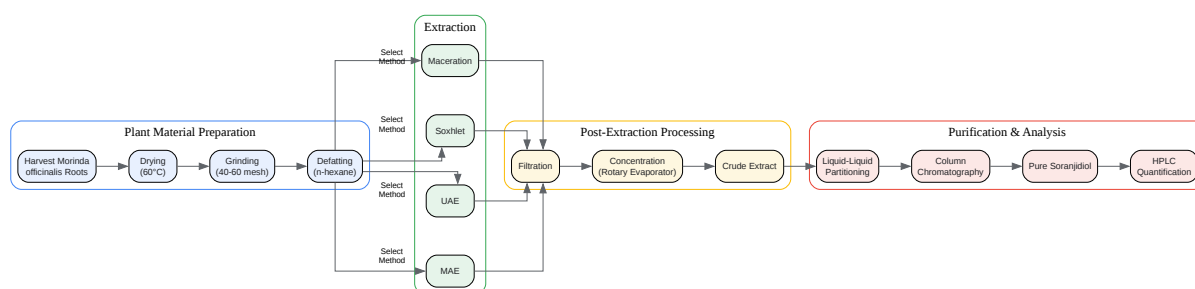 Extraction
Select
Method
Maceration
Select
Method
Soxhlet
Plant Material Preparation
Harvest Morinda
officinalis Roots
Drying
(60°C)
Grinding
(40-60 mesh)
Defatting
(n-hexane)
Select
Method
UAE
Select
Method
MAE
Post-Extraction Processing
Filtration
Concentration
(Rotary Evaporator)
Crude Extract
Purification & Analysis
Liquid-Liquid
Partitioning
Column
Chromatography
Pure Soranjidiol
HPLC
Quantification